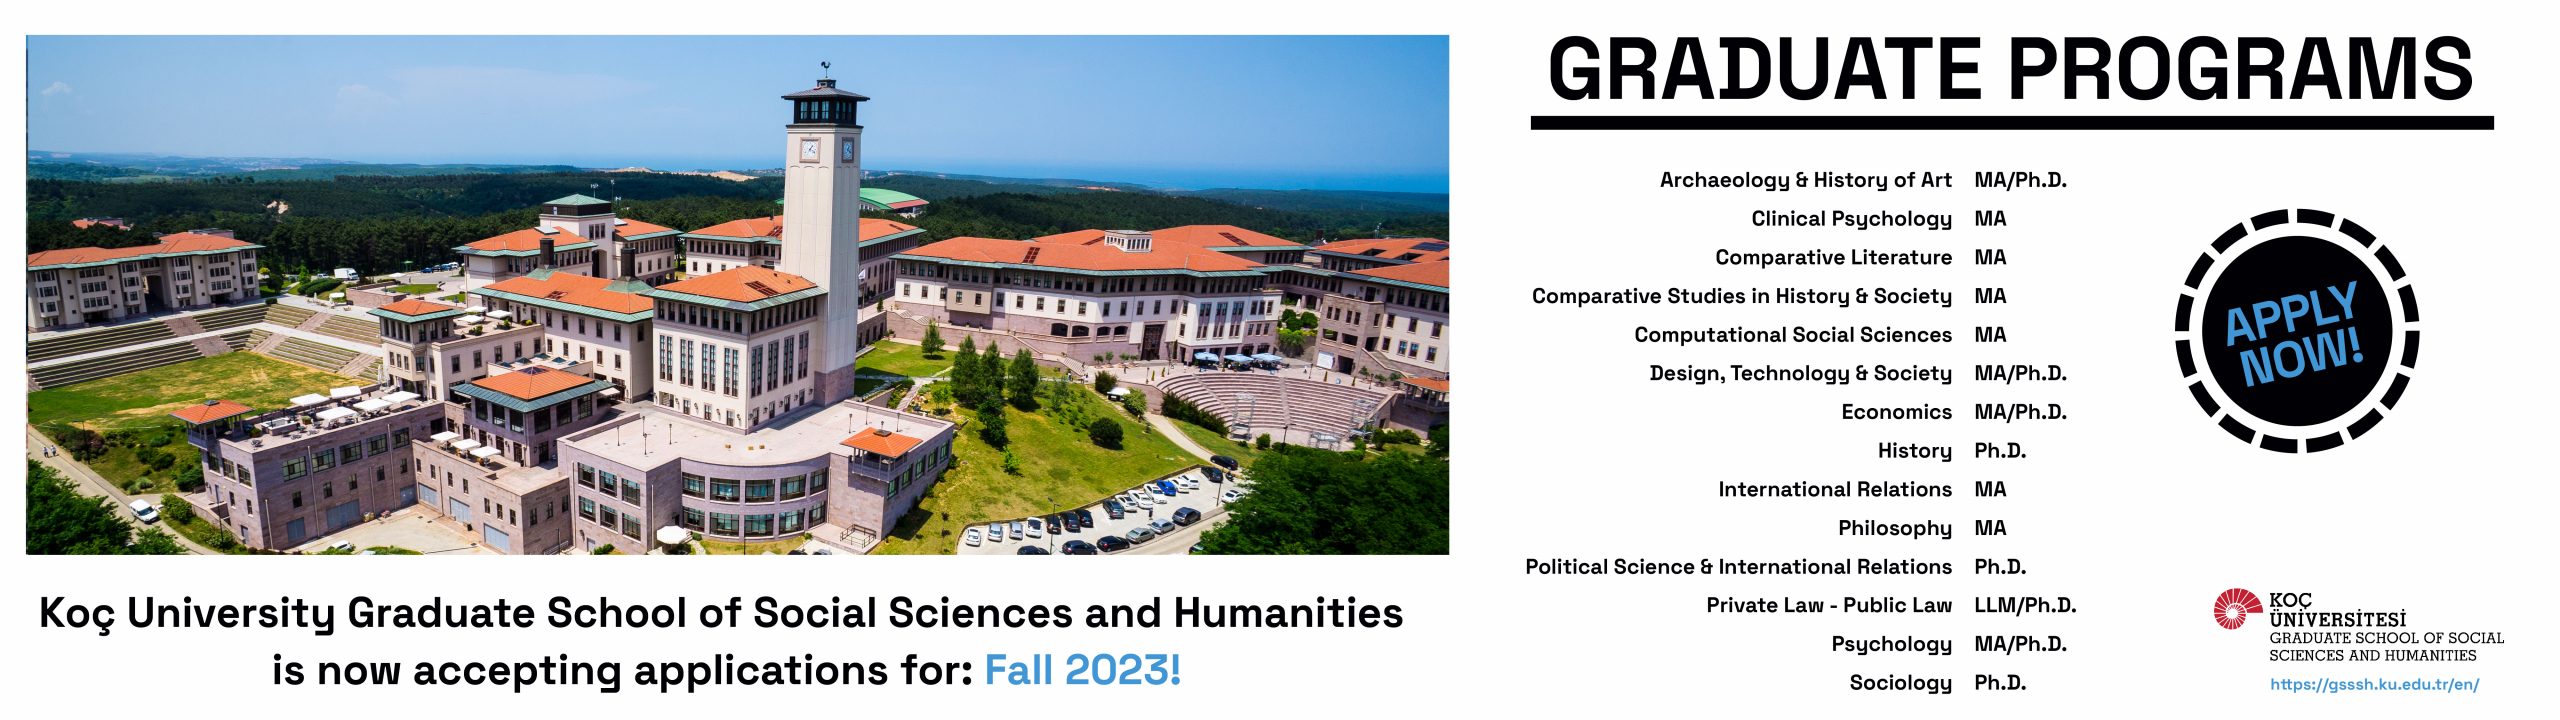 Koç University Graduate School of Social Sciences and Humanities
is now accepting applications for: Fall 2023!
GRADUATE PROGRAMS
Archaeology & History of Art MA/Ph.D.
Clinical Psychology MA
Comparative Literature MA
Comparative Studies in History & Society MA
Computational Social Sciences MA
Design, Technology & Society MA/Ph.D.
Economics MA/Ph.D.
History Ph.D.
International Relations MA
Philosophy MA
Political Science & International Relations Ph.D.
Private Law - Public Law LLM/Ph.D.
Psychology MA/Ph.D.
Sociology Ph.D.
APPLY
NOW!
KOÇ
ÜNİVERSİTESİ
GRADUATE SCHOOL OF SOCIAL
SCIENCES AND HUMANITIES
https://gsssh.ku.edu.tr/en/